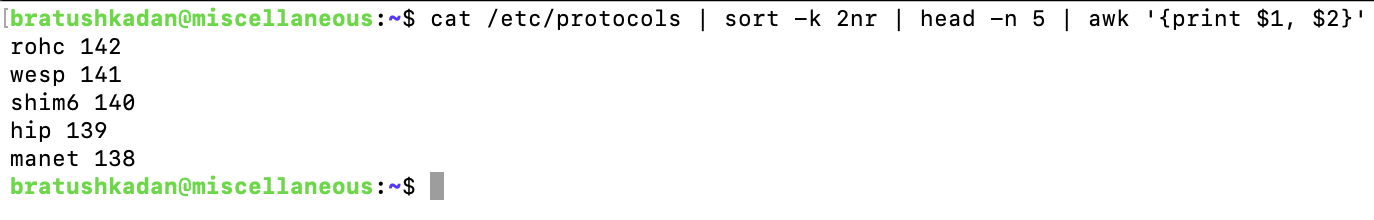 [bratushkadan@miscellaneous:~$ cat /etc/protocols | sort -k 2nr | head -n 5 | awk '{print $1, $2}'
rohc 142
wesp 141
shim6 140
hip 139
manet 138
bratushkadan@miscellaneous:~$